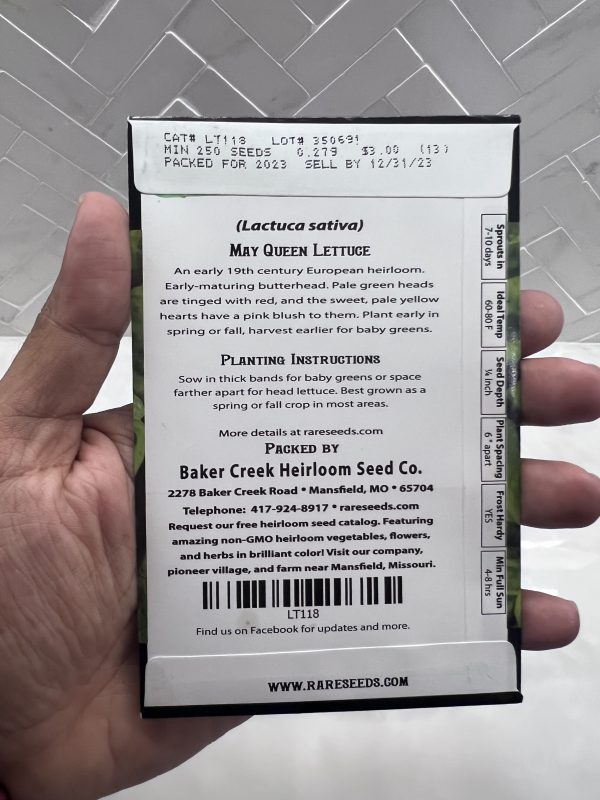 CAT# LT118 LOT# 350691
MIN 250 SEEDS 0.279 $3.00 (13)
PACKED FOR 2023 SELL BY 12/31/23
(Lactuca sativa)
MAY QUEEN LETTUCE
An early 19th century European heirloom.
Early-maturing butterhead. Pale green heads
are tinged with red, and the sweet, pale yellow
hearts have a pink blush to them. Plant early in
spring or fall, harvest earlier for baby greens.
PLANTING INSTRUCTIONS
Sow in thick bands for baby greens or space
farther apart for head lettuce. Best grown as a
spring or fall crop in most areas.
More details at rareseeds.com
PACKED BY
Baker Creek Heirloom Seed Co.
2278 Baker Creek Road • Mansfield, MO • 65704
Telephone: 417-924-8917 • rareseeds.com
Request our free heirloom seed catalog. Featuring
amazing non-GMO heirloom vegetables, flowers,
and herbs in brilliant color! Visit our company,
pioneer village, and farm near Mansfield, Missouri.
LT118
Find us on Facebook for updates and more.
WWW.RARESEEDS.COM
Sprouts in
7-10 days
Ideal Temp
60-80 F
Seed Depth
¼ Inch
Plant Spacing
6" apart
Frost Hardy
YES
Min Full Sun
4-8 hrs